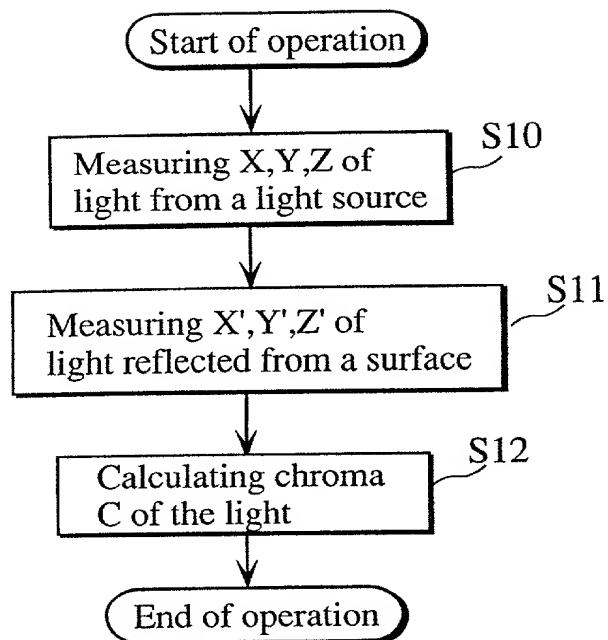 Start of operation
S10
Measuring X,Y,Z of
light from a light source
S11
Measuring X',Y',Z' of
light reflected from a surface
S12
Calculating chroma
C of the light
End of operation